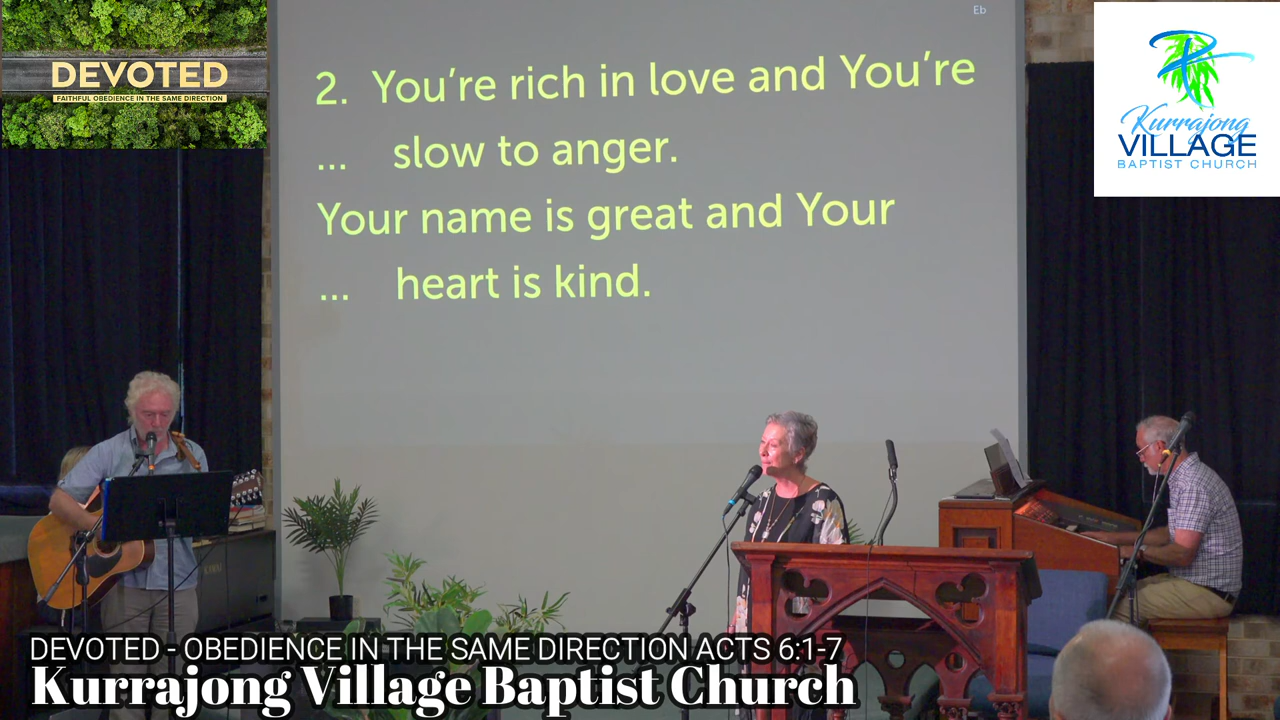 Eb
DEVOTED
FAITHFUL OBEDIENCE IN THE SAME DIRECTION
2. You’re rich in love and You’re
... slow to anger.
Your name is great and Your
... heart is kind.
Kurrajong
VILLAGE
BAPTIST CHURCH
DEVOTED - OBEDIENCE IN THE SAME DIRECTION ACTS 6:1-7
Kurrajong Village Baptist Church